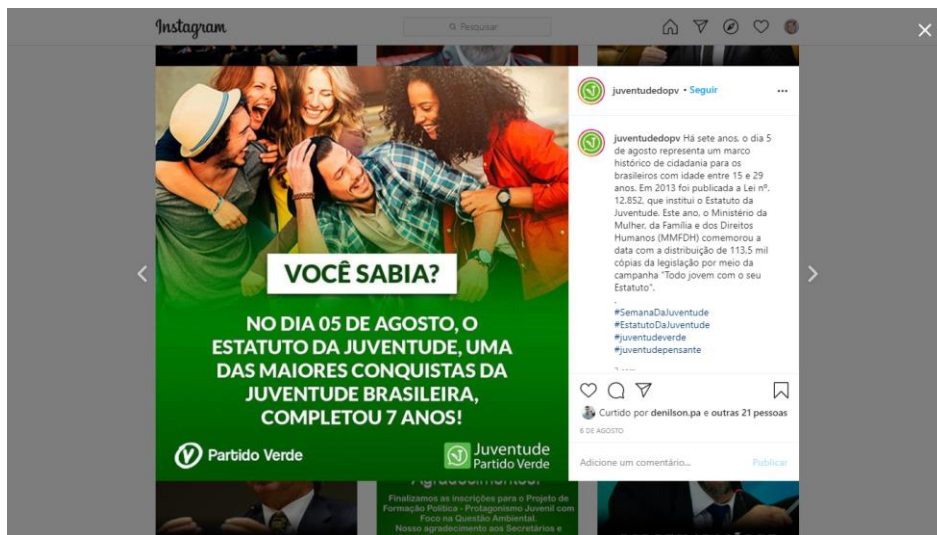 Instagram
Pesquisar
VOCÊ SABIA?
NO DIA 05 DE AGOSTO, O
ESTATUTO DA JUVENTUDE, UMA
DAS MAIORES CONQUISTAS DA
JUVENTUDE BRASILEIRA,
COMPLETOU 7 ANOS!
Partido Verde
Juventude
Partido Verde
juventudedopv • Seguir
juventudedopv Há sete anos, o dia 5
de agosto representa um marco
histórico de cidadania para os
brasileiros com idade entre 15 e 29
anos. Em 2013 foi publicada a Lei nº.
12.852, que institui o Estatuto da
Juventude. Este ano, o Ministério da
Mulher, da Família e dos Direitos
Humanos (MMFDH) comemorou a
data com a distribuição de 113,5 mil
cópias da legislação por meio da
campanha "Todo jovem com o seu
Estatuto".
.
#SemanaDaJuventude
#EstatutoDaJuventude
#juventudeverde
#juventudepensante
Curtido por denilson.pa e outras 21 pessoas
6 DE AGOSTO
Adicione um comentário...
Publicar
Finalizamos as inscrições para o Projeto de
Formação Política - Protagonismo Juvenil com
Foco na Questão Ambiental.
Nosso agradecimento aos Secretários e